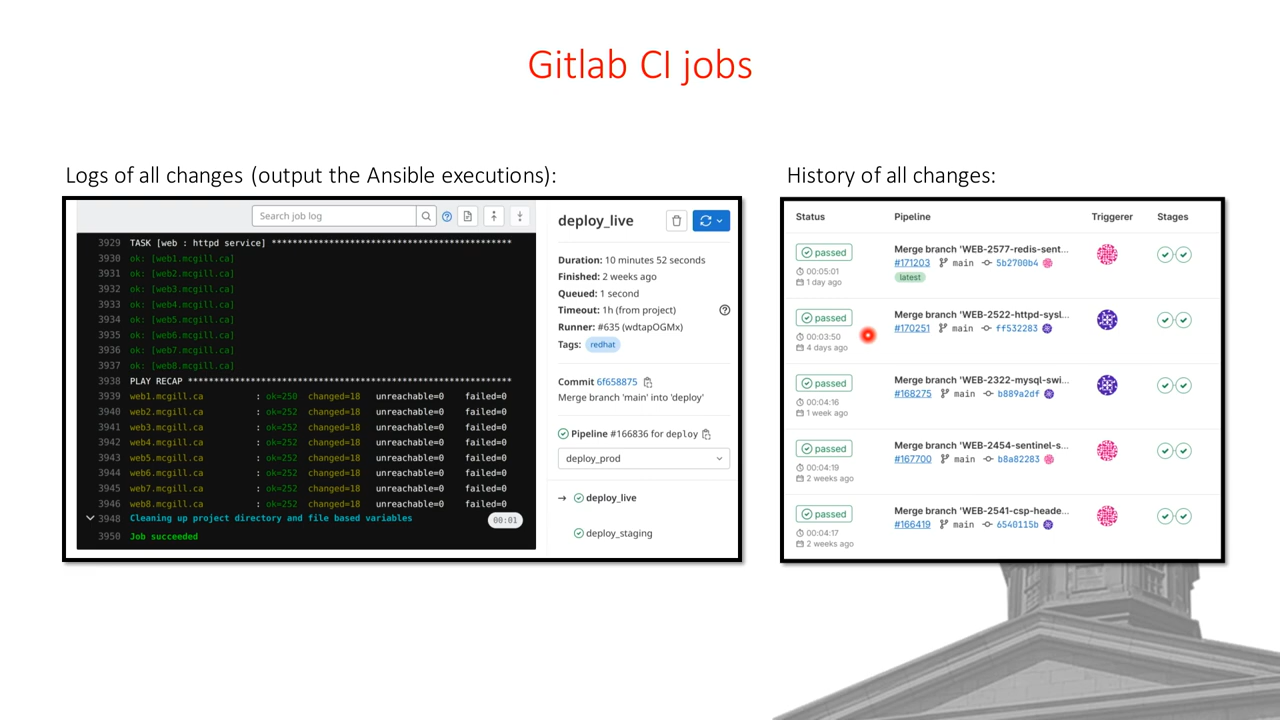 Gitlab CI jobs
Logs of all changes (output the Ansible executions):
Search job log
3929 TASK [web : httpd service] ***********************************************
3930 ok: [web1.mcgill.ca]
3931 ok: [web2.mcgill.ca]
3932 ok: [web3.mcgill.ca]
3933 ok: [web4.mcgill.ca]
3934 ok: [web5.mcgill.ca]
3935 ok: [web6.mcgill.ca]
3936 ok: [web7.mcgill.ca]
3937 ok: [web8.mcgill.ca]
3938 PLAY RECAP ***************************************************************
3939 web1.mcgill.ca : ok=250 changed=18 unreachable=0 failed=0
3940 web2.mcgill.ca : ok=252 changed=18 unreachable=0 failed=0
3941 web3.mcgill.ca : ok=252 changed=18 unreachable=0 failed=0
3942 web4.mcgill.ca : ok=252 changed=18 unreachable=0 failed=0
3943 web5.mcgill.ca : ok=252 changed=18 unreachable=0 failed=0
3944 web6.mcgill.ca : ok=252 changed=18 unreachable=0 failed=0
3945 web7.mcgill.ca : ok=252 changed=18 unreachable=0 failed=0
3946 web8.mcgill.ca : ok=252 changed=18 unreachable=0 failed=0
3948 Cleaning up project directory and file based variables 00:01
3950 Job succeeded
deploy_live
Duration: 10 minutes 52 seconds
Finished: 2 weeks ago
Queued: 1 second
Timeout: 1h (from project)
Runner: #635 (wdtapOGMx)
Tags: redhat
Commit 6f658875
Merge branch 'main' into 'deploy'
Pipeline #166836 for deploy
deploy_prod
→ deploy_live
deploy_staging
History of all changes:
Status Pipeline Triggerer Stages
passed Merge branch 'WEB-2577-redis-sent...
#171203 main 5b2700b4
00:05:01
latest
1 day ago
passed Merge branch 'WEB-2522-httpd-sysl...
#170251 main ff532283
00:03:50
4 days ago
passed Merge branch 'WEB-2322-mysql-swi...
#168275 main b889a2df
00:04:16
1 week ago
passed Merge branch 'WEB-2454-sentinel-s...
#167700 main b8a82283
00:04:19
2 weeks ago
passed Merge branch 'WEB-2541-csp-heade...
#166419 main 6540115b
00:04:17
2 weeks ago